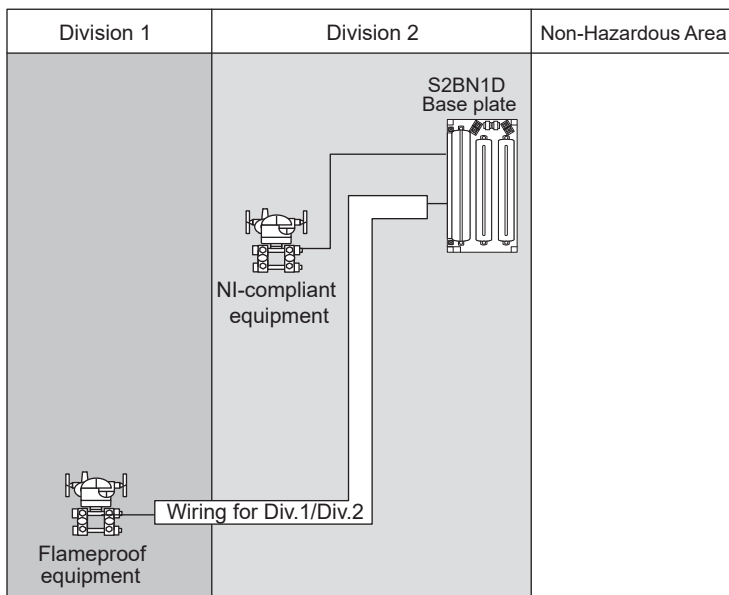 Division 1
Division 2
Non-Hazardous Area
S2BN1D
Base plate
NI-compliant
equipment
Wiring for Div.1/Div.2
Flameproof
equipment